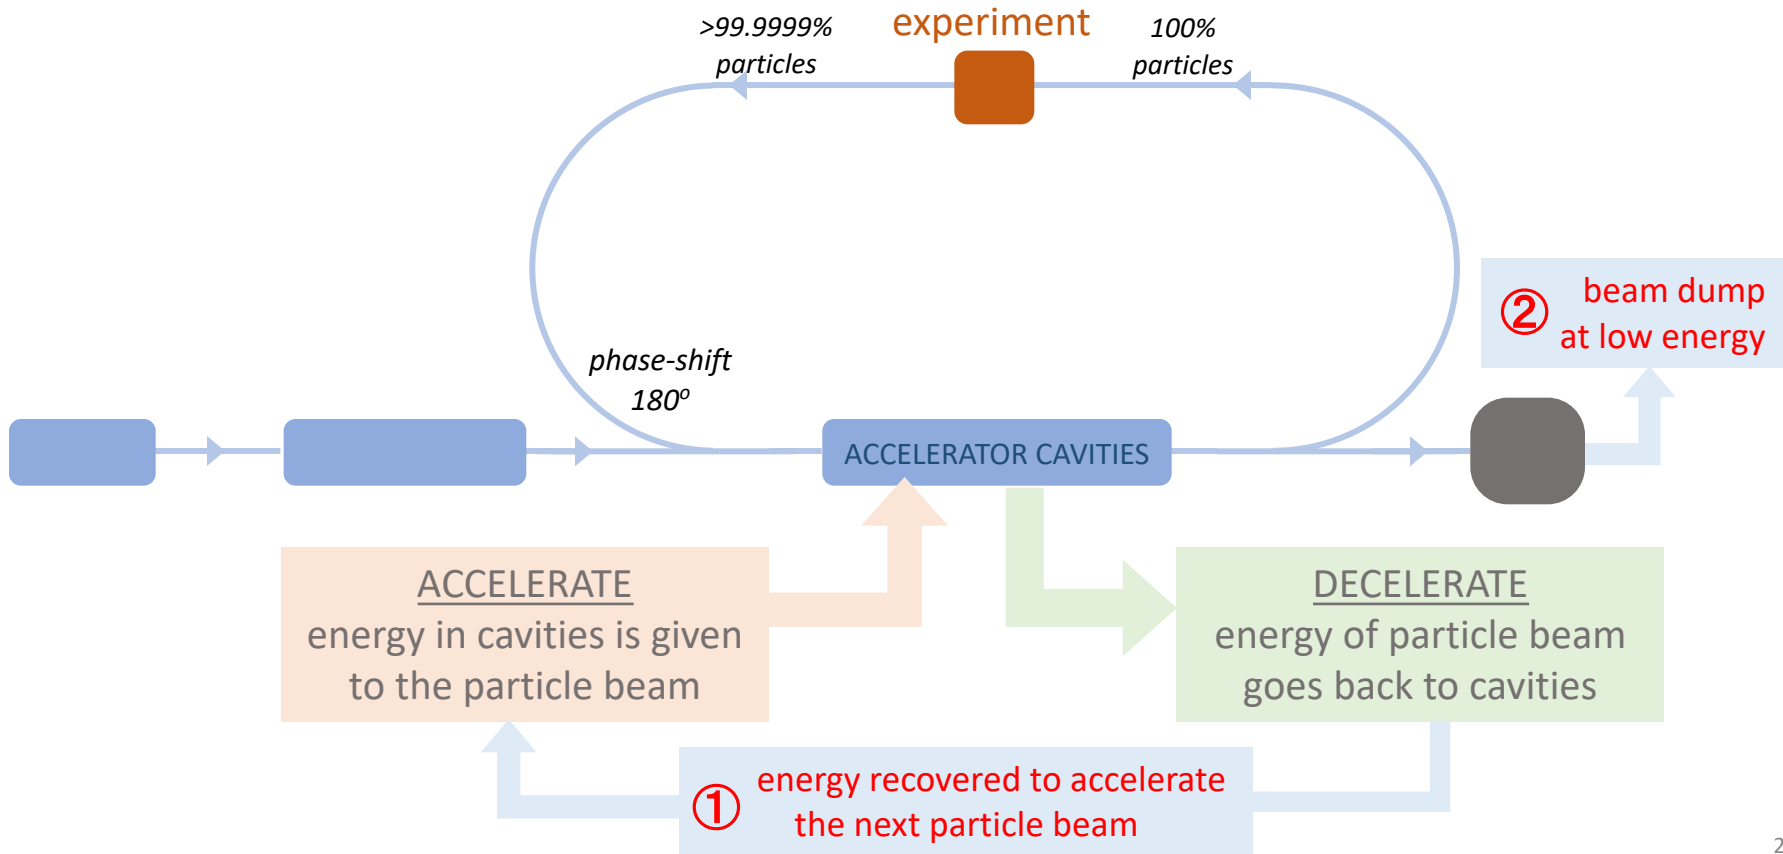 >99.9999%
particles
experiment
100%
particles
② beam dump
at low energy
phase-shift
180º
ACCELERATOR CAVITIES
ACCELERATE
energy in cavities is given
to the particle beam
DECELERATE
energy of particle beam
goes back to cavities
① energy recovered to accelerate
the next particle beam
2